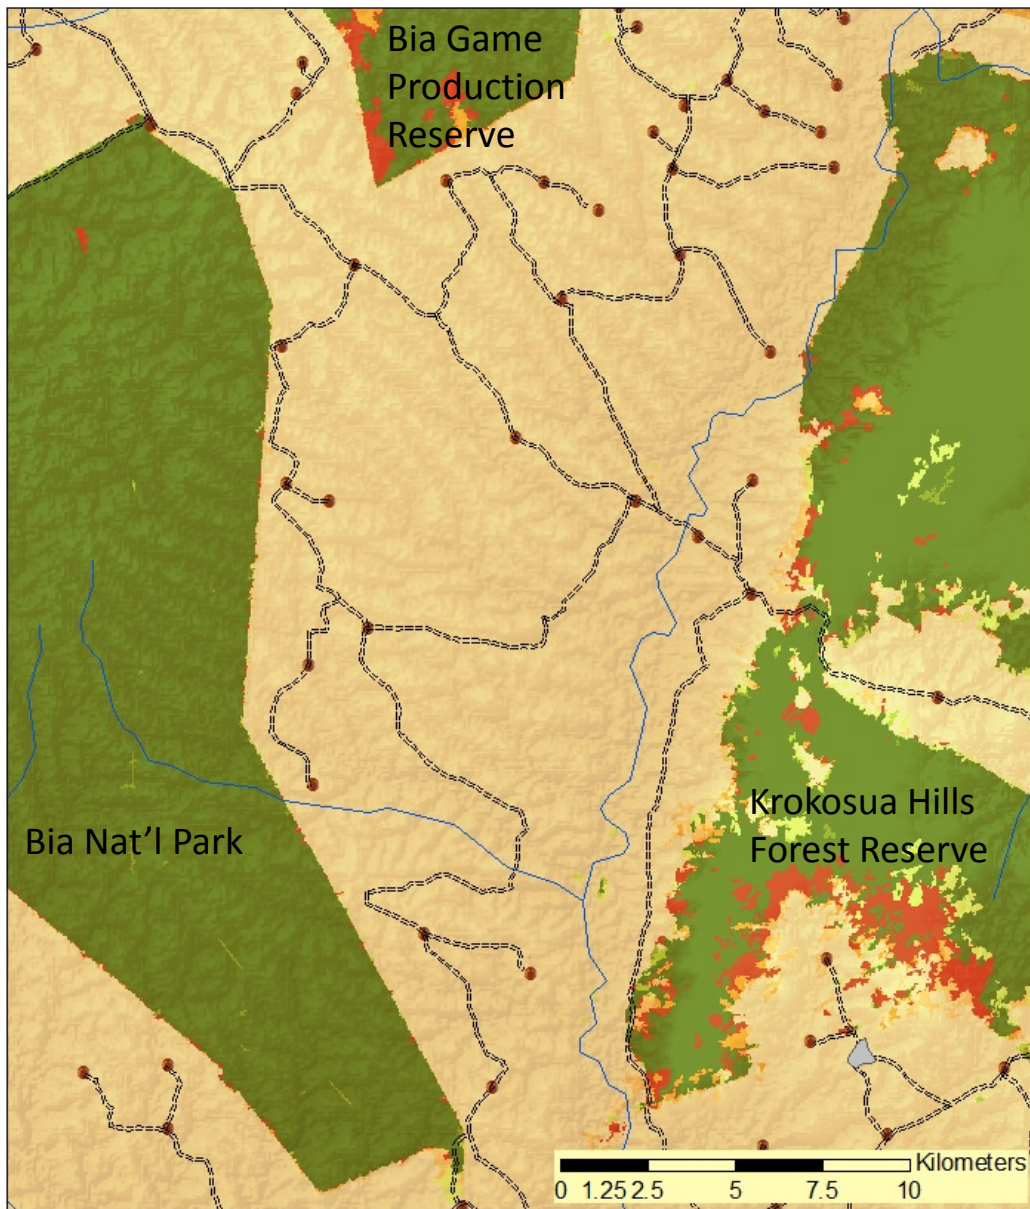 Bia Game
Production
Reserve
Bia Nat'l Park
Krokosua Hills
Forest Reserve
Kilometers
0 1.25 2.5 5 7.5 10